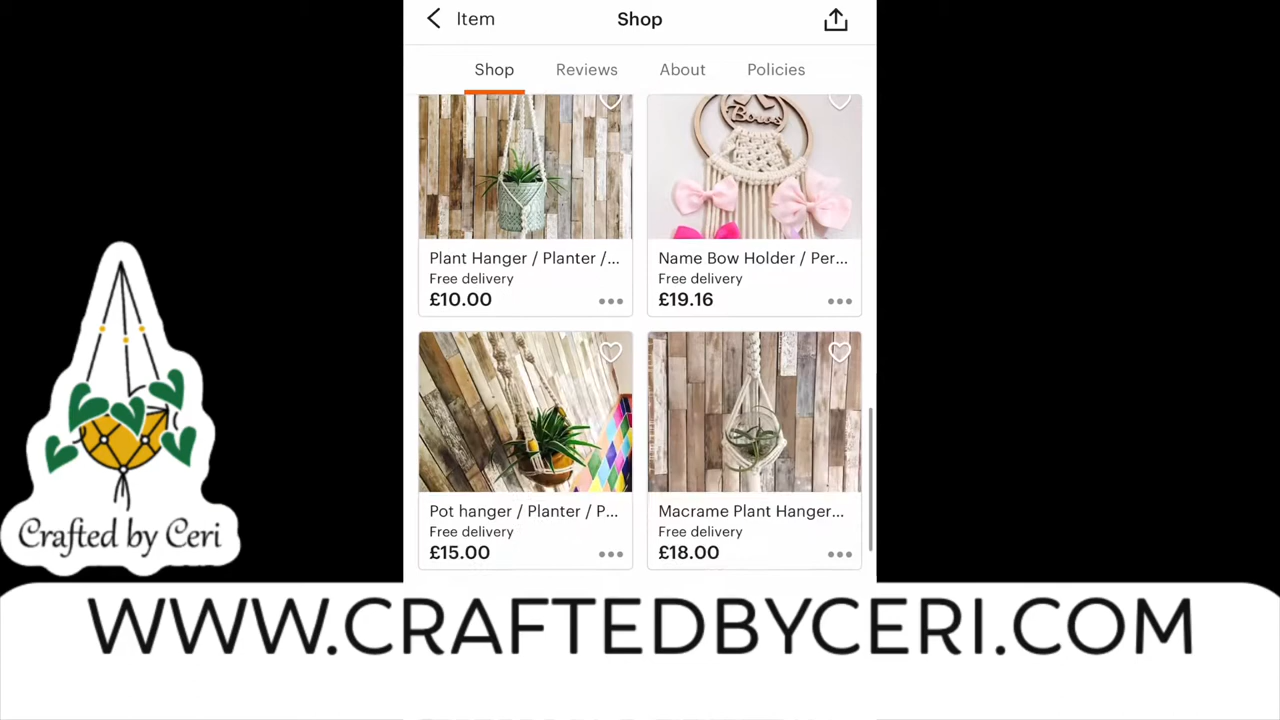 Item
Shop
Shop Reviews About Policies
Bows
Plant Hanger / Planter /...
Free delivery
£10.00
Name Bow Holder / Per...
Free delivery
£19.16
Pot hanger / Planter / P...
Free delivery
£15.00
Macrame Plant Hanger...
Free delivery
£18.00
Crafted by Ceri
WWW.CRAFTEDBYCERI.COM